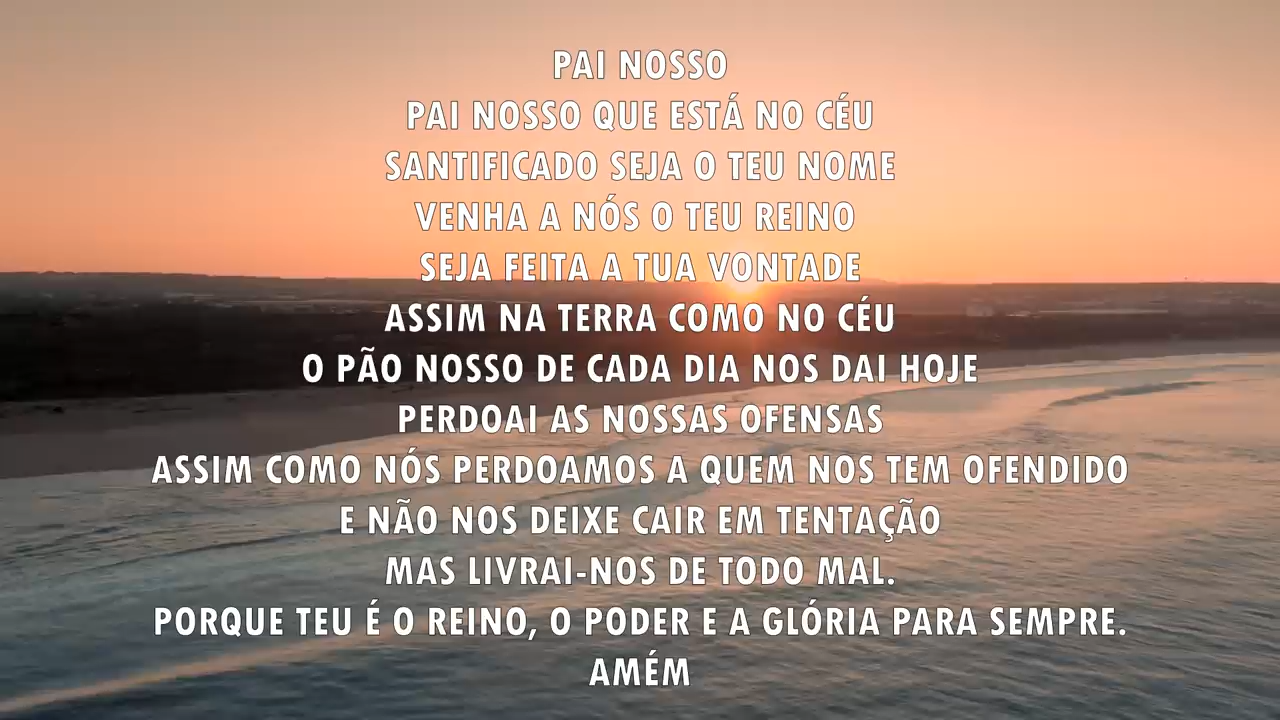 PAI NOSSO
PAI NOSSO QUE ESTÁ NO CÉU
SANTIFICADO SEJA O TEU NOME
VENHA A NÓS O TEU REINO
SEJA FEITA A TUA VONTADE
ASSIM NA TERRA COMO NO CÉU
O PÃO NOSSO DE CADA DIA NOS DAI HOJE
PERDOAI AS NOSSAS OFENSAS
ASSIM COMO NÓS PERDOAMOS A QUEM NOS TEM OFENDIDO
E NÃO NOS DEIXE CAIR EM TENTAÇÃO
MAS LIVRAI-NOS DE TODO MAL.
PORQUE TEU É O REINO, O PODER E A GLÓRIA PARA SEMPRE.
AMÉM